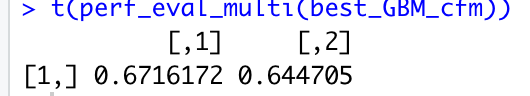 > t(perf_eval_multi(best_GBM_cfm))
[,1] [,2]
[1,] 0.6716172 0.644705